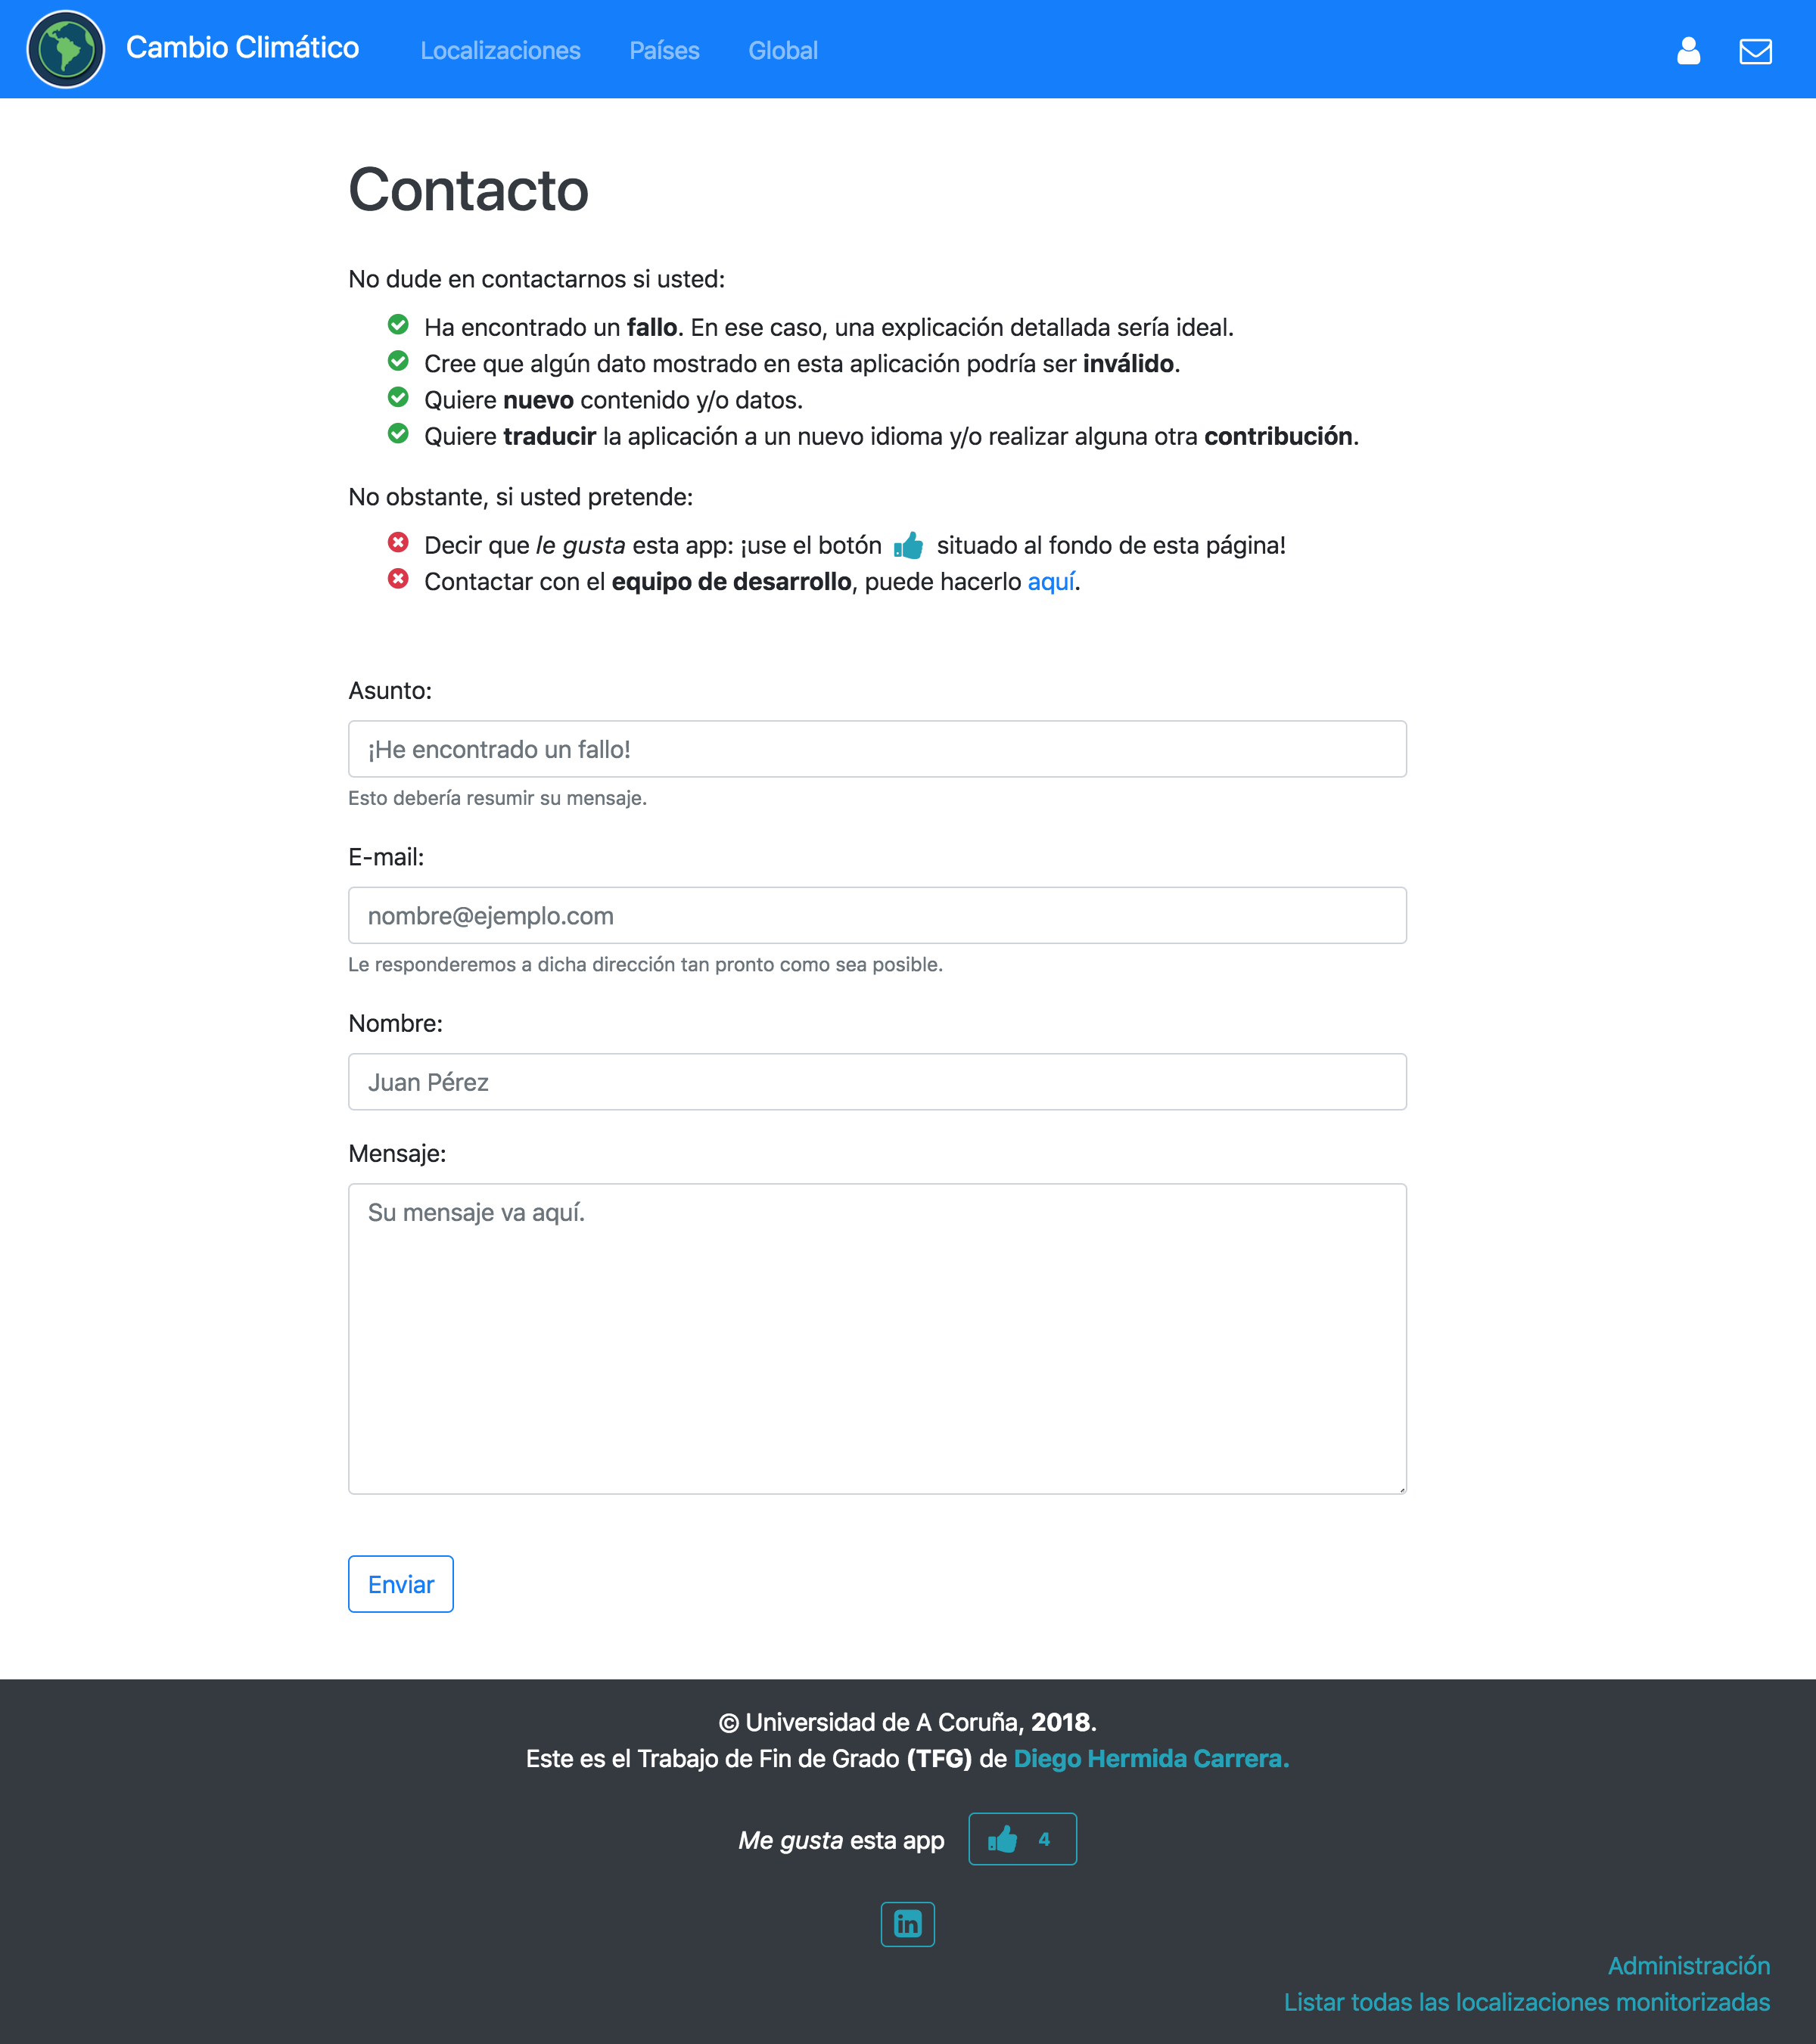 Cambio Climático Localizaciones Países Global
Contacto
No dude en contactarnos si usted:
Ha encontrado un fallo. En ese caso, una explicación detallada sería ideal.
Cree que algún dato mostrado en esta aplicación podría ser inválido.
Quiere nuevo contenido y/o datos.
Quiere traducir la aplicación a un nuevo idioma y/o realizar alguna otra contribución.
No obstante, si usted pretende:
Decir que le gusta esta app: ¡use el botón situado al fondo de esta página!
Contactar con el equipo de desarrollo, puede hacerlo aquí.
Asunto:
¡He encontrado un fallo!
Esto debería resumir su mensaje.
E-mail:
nombre@ejemplo.com
Le responderemos a dicha dirección tan pronto como sea posible.
Nombre:
Juan Pérez
Mensaje:
Su mensaje va aquí.
Enviar
© Universidad de A Coruña, 2018.
Este es el Trabajo de Fin de Grado (TFG) de Diego Hermida Carrera.
Me gusta esta app 4
in
Administración
Listar todas las localizaciones monitorizadas